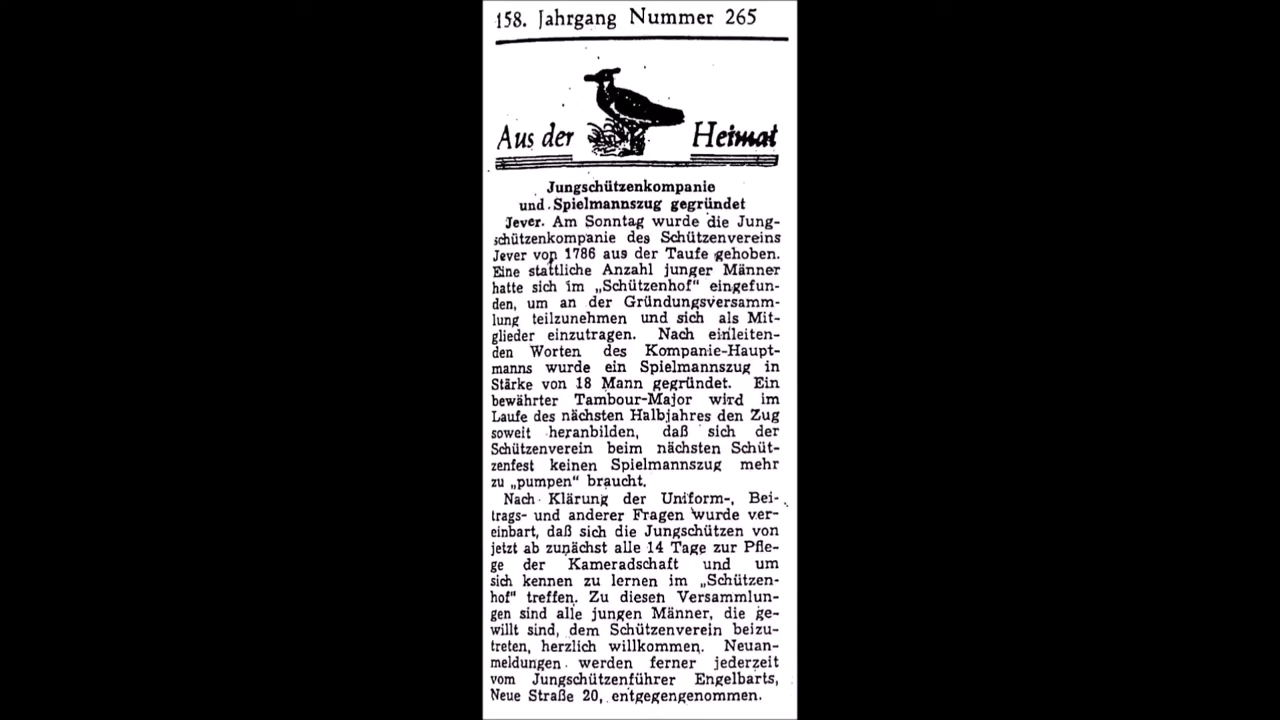 158. Jahrgang Nummer 265
Aus der Heimat
Jungschützenkompanie
und Spielmannszug gegründet
Jever. Am Sonntag wurde die Jung-
schützenkompanie des Schützenvereins
Jever von 1786 aus der Taufe gehoben.
Eine stattliche Anzahl junger Männer
hatte sich im „Schützenhof" eingefun-
den, um an der Gründungsversamm-
lung teilzunehmen und sich als Mit-
glieder einzutragen. Nach einleiten-
den Worten des Kompanie-Haupt-
manns wurde ein Spielmannszug in
Stärke von 18 Mann gegründet. Ein
bewährter Tambour-Major wird im
Laufe des nächsten Halbjahres den Zug
soweit heranbilden, daß sich der
Schützenverein beim nächsten Schüt-
zenfest keinen Spielmannszug mehr
zu „pumpen" braucht.
Nach Klärung der Uniform-, Bei-
trags- und anderer Fragen wurde ver-
einbart, daß sich die Jungschützen von
jetzt ab zunächst alle 14 Tage zur Pfle-
ge der Kameradschaft und um
sich kennen zu lernen im „Schützen-
hof" treffen. Zu diesen Versammlun-
gen sind alle jungen Männer, die ge-
willt sind, dem Schützenverein beizu-
treten, herzlich willkommen. Neuan-
meldungen werden ferner jederzeit
vom Jungschützenführer Engelbarts,
Neue Straße 20, entgegengenommen.